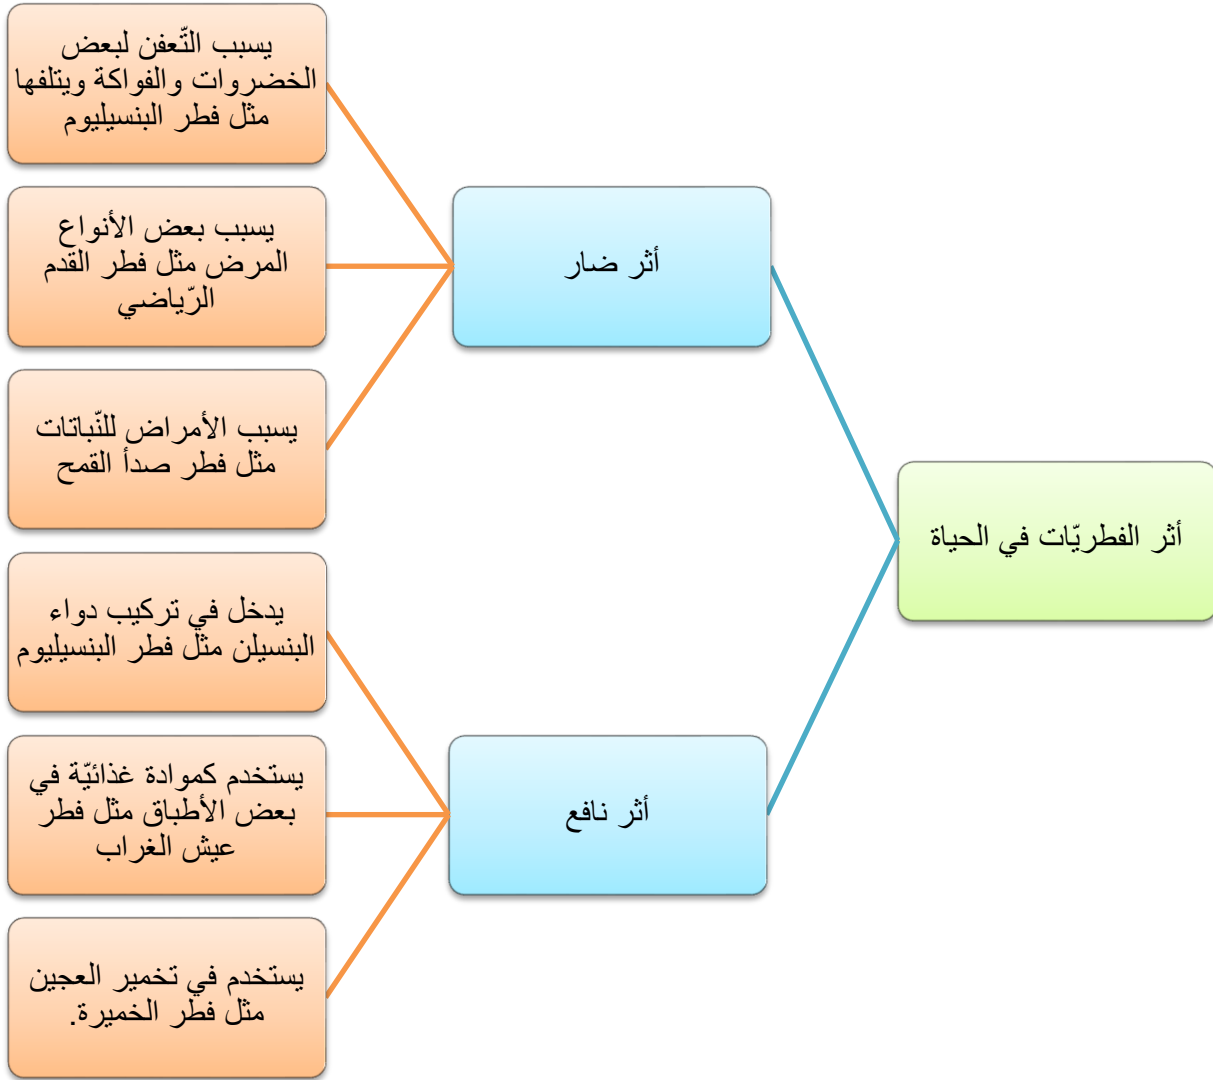 أثر الفطريّات في الحياة
أثر ضار
يسبب التّعفن لبعض
الخضروات والفواكة ويتلفها
مثل فطر البنسيليوم
يسبب بعض الأنواع
المرض مثل فطر القدم
الرّياضي
يسبب الأمراض للنّباتات
مثل فطر صدأ القمح
أثر نافع
يدخل في تركيب دواء
البنسيلن مثل فطر البنسيليوم
يستخدم كموادة غذائيّة في
بعض الأطباق مثل فطر
عيش الغراب
يستخدم في تخمير العجين
مثل فطر الخميرة.